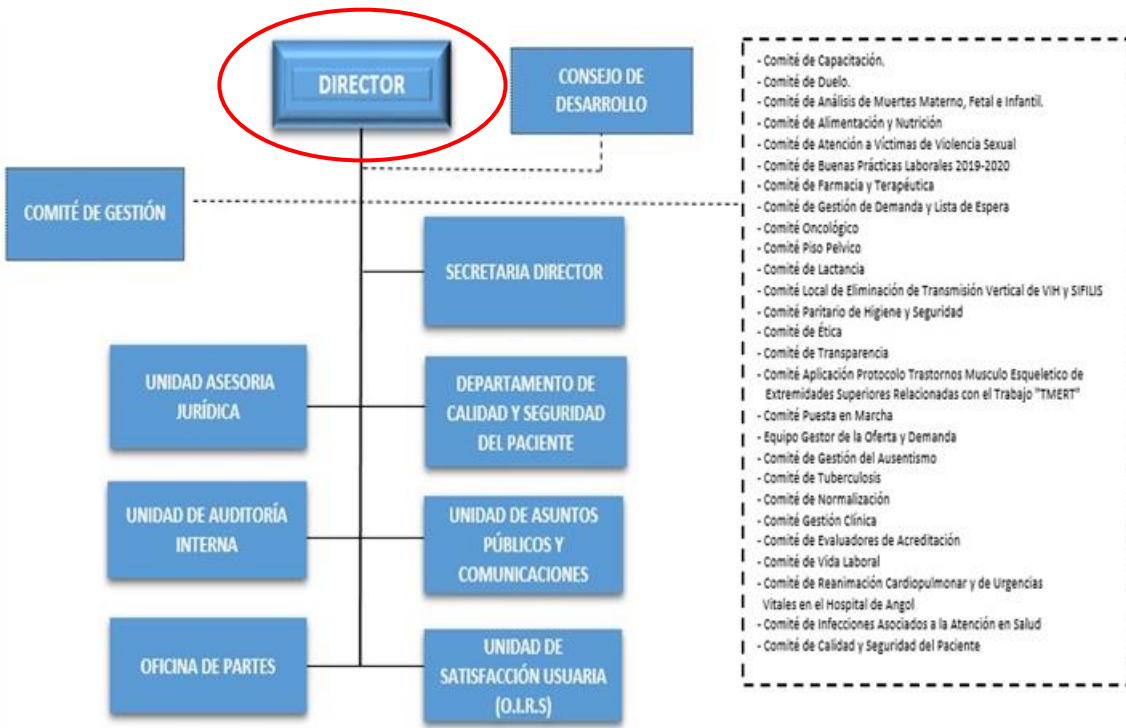 DIRECTOR
CONSEJO DE
DESARROLLO
COMITÉ DE GESTIÓN
SECRETARIA DIRECTOR
UNIDAD ASESORIA
JURÍDICA
DEPARTAMENTO DE
CALIDAD Y SEGURIDAD
DEL PACIENTE
UNIDAD DE AUDITORÍA
INTERNA
UNIDAD DE ASUNTOS
PÚBLICOS Y
COMUNICACIONES
OFICINA DE PARTES
UNIDAD DE
SATISFACCIÓN USUARIA
(O.I.R.S)
- Comité de Capacitación.
- Comité de Duelo.
- Comité de Análisis de Muertes Materno, Fetal e Infantil.
- Comité de Alimentación y Nutrición
- Comité de Atención a Víctimas de Violencia Sexual
- Comité de Buenas Prácticas Laborales 2019-2020
- Comité de Farmacia y Terapéutica
- Comité de Gestión de Demanda y Lista de Espera
- Comité Oncológico
- Comité Piso Pelvico
- Comité de Lactancia
- Comité Local de Eliminación de Transmisión Vertical de VIH y SIFILIS
- Comité Paritario de Higiene y Seguridad
- Comité de Ética
- Comité de Transparencia
- Comité Aplicación Protocolo Trastornos Musculo Esqueletico de
Extremidades Superiores Relacionadas con el Trabajo "TMERT"
- Comité Puesta en Marcha
- Equipo Gestor de la Oferta y Demanda
- Comité de Gestión del Ausentismo
- Comité de Tuberculosis
- Comité de Normalización
- Comité Gestión Clínica
- Comité de Evaluadores de Acreditación
- Comité de Vida Laboral
- Comité de Reanimación Cardiopulmonar y de Urgencias
Vitales en el Hospital de Angol
- Comité de Infecciones Asociados a la Atención en Salud
- Comité de Calidad y Seguridad del Paciente